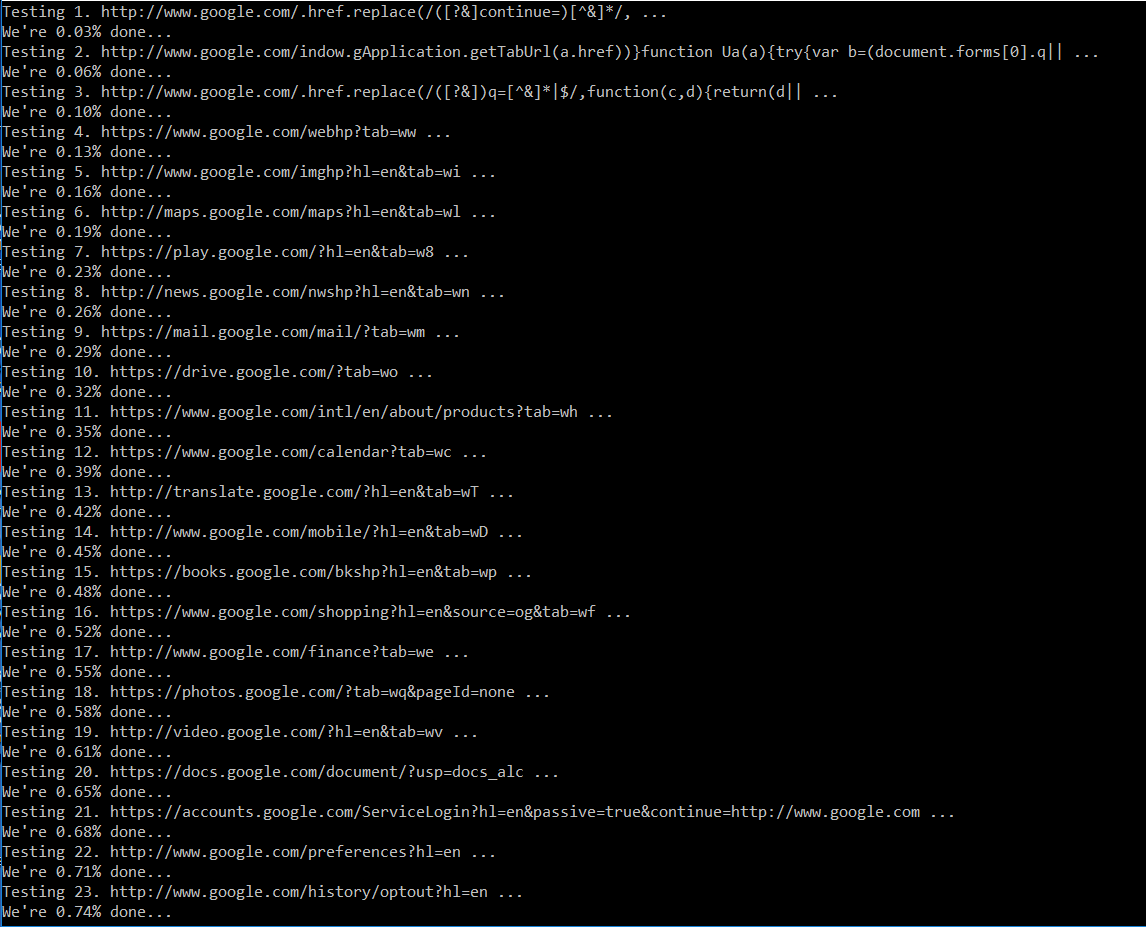 Testing 1. http://www.google.com/.href.replace(/([?&]continue=)[^&]*/, ...
We're 0.03% done...
Testing 2. http://www.google.com/indow.gApplication.getTabUrl(a.href))}function Ua(a){try{var b=(document.forms[0].q|| ...
We're 0.06% done...
Testing 3. http://www.google.com/.href.replace(/([?&])q=[^&]*|$/,function(c,d){return(d|| ...
We're 0.10% done...
Testing 4. https://www.google.com/webhp?tab=ww ...
We're 0.13% done...
Testing 5. http://www.google.com/imghp?hl=en&tab=wi ...
We're 0.16% done...
Testing 6. http://maps.google.com/maps?hl=en&tab=wl ...
We're 0.19% done...
Testing 7. https://play.google.com/?hl=en&tab=w8 ...
We're 0.23% done...
Testing 8. http://news.google.com/nwshp?hl=en&tab=wn ...
We're 0.26% done...
Testing 9. https://mail.google.com/mail/?tab=wm ...
We're 0.29% done...
Testing 10. https://drive.google.com/?tab=wo ...
We're 0.32% done...
Testing 11. https://www.google.com/intl/en/about/products?tab=wh ...
We're 0.35% done...
Testing 12. https://www.google.com/calendar?tab=wc ...
We're 0.39% done...
Testing 13. http://translate.google.com/?hl=en&tab=wT ...
We're 0.42% done...
Testing 14. http://www.google.com/mobile/?hl=en&tab=wD ...
We're 0.45% done...
Testing 15. https://books.google.com/bkshp?hl=en&tab=wp ...
We're 0.48% done...
Testing 16. https://www.google.com/shopping?hl=en&source=og&tab=wf ...
We're 0.52% done...
Testing 17. http://www.google.com/finance?tab=we ...
We're 0.55% done...
Testing 18. https://photos.google.com/?tab=wq&pageId=none ...
We're 0.58% done...
Testing 19. http://video.google.com/?hl=en&tab=wv ...
We're 0.61% done...
Testing 20. https://docs.google.com/document/?usp=docs_alc ...
We're 0.65% done...
Testing 21. https://accounts.google.com/ServiceLogin?hl=en&passive=true&continue=http://www.google.com ...
We're 0.68% done...
Testing 22. http://www.google.com/preferences?hl=en ...
We're 0.71% done...
Testing 23. http://www.google.com/history/optout?hl=en ...
We're 0.74% done...